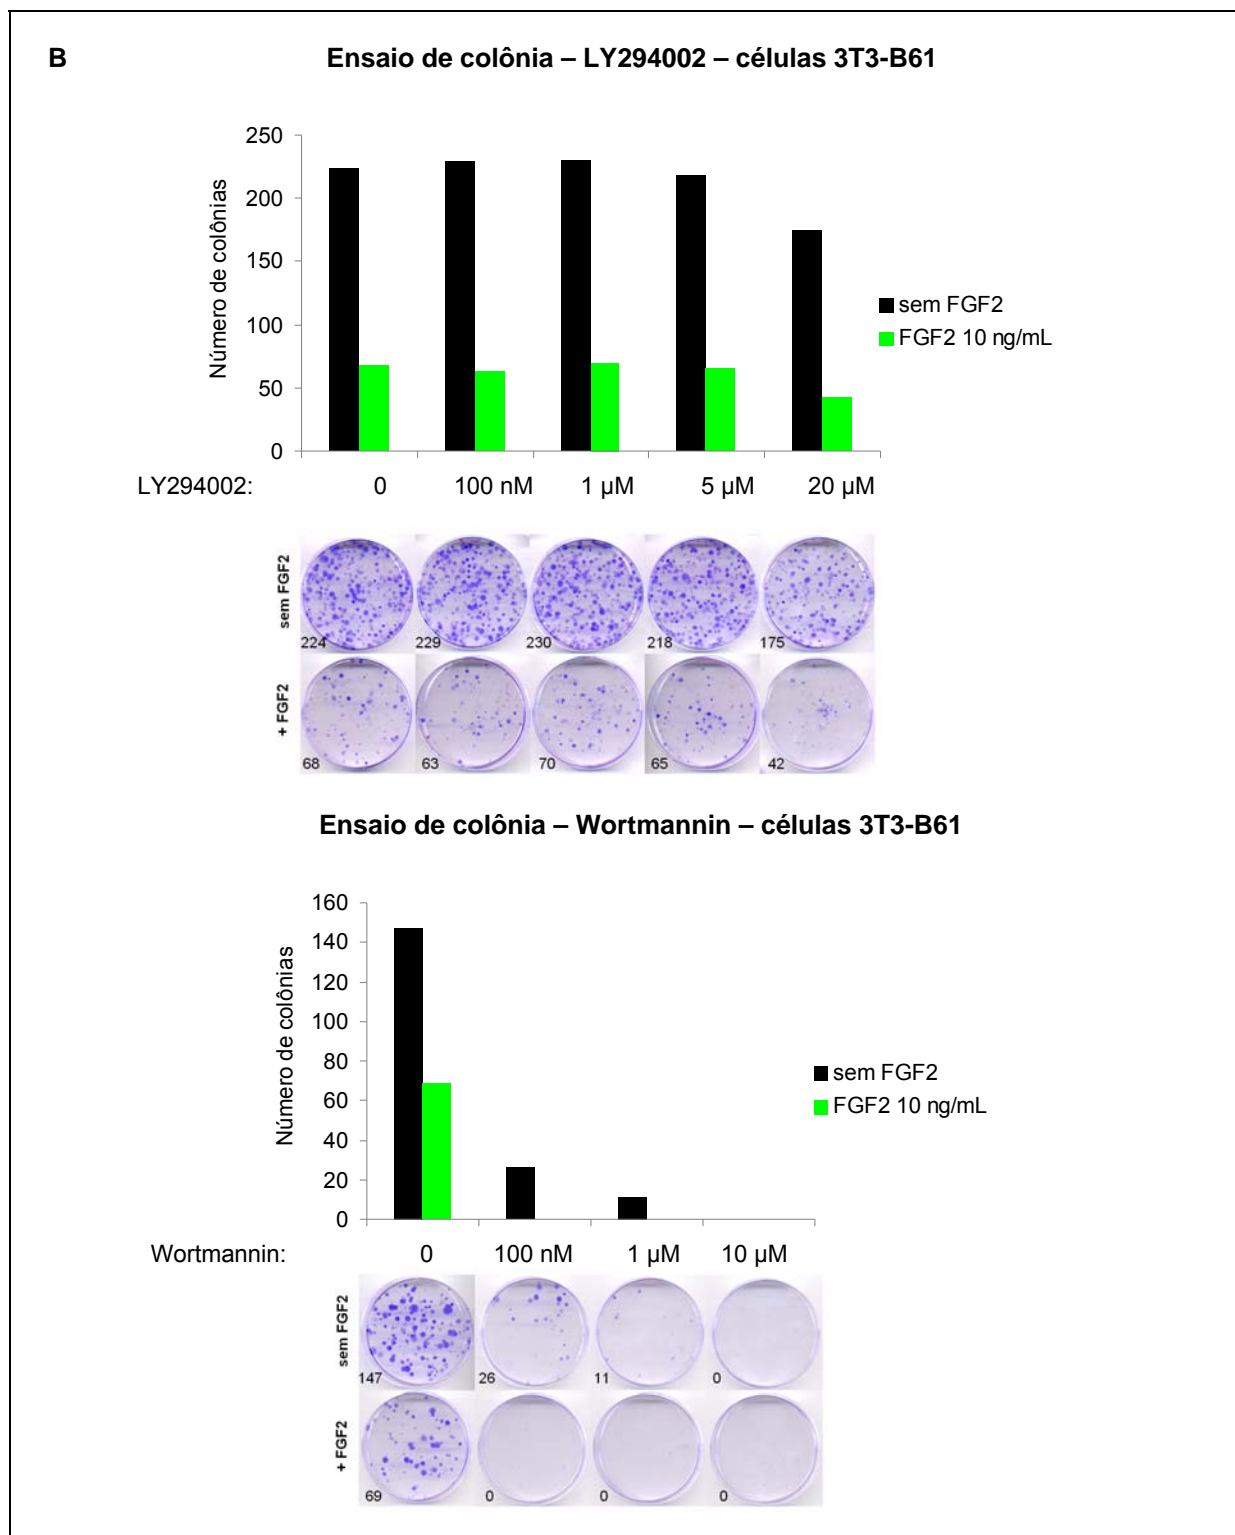 B
Ensaio de colônia – LY294002 – células 3T3-B61
Número de colônias
250
200
150
100
50
0
sem FGF2
FGF2 10 ng/mL
LY294002: 0 100 nM 1 µM 5 µM 20 µM
sem FGF2
224 229 230 218 175
+ FGF2
68 63 70 65 42
Ensaio de colônia – Wortmannin – células 3T3-B61
Número de colônias
160
140
120
100
80
60
40
20
0
sem FGF2
FGF2 10 ng/mL
Wortmannin: 0 100 nM 1 µM 10 µM
sem FGF2
147 26 11 0
+ FGF2
69 0 0 0